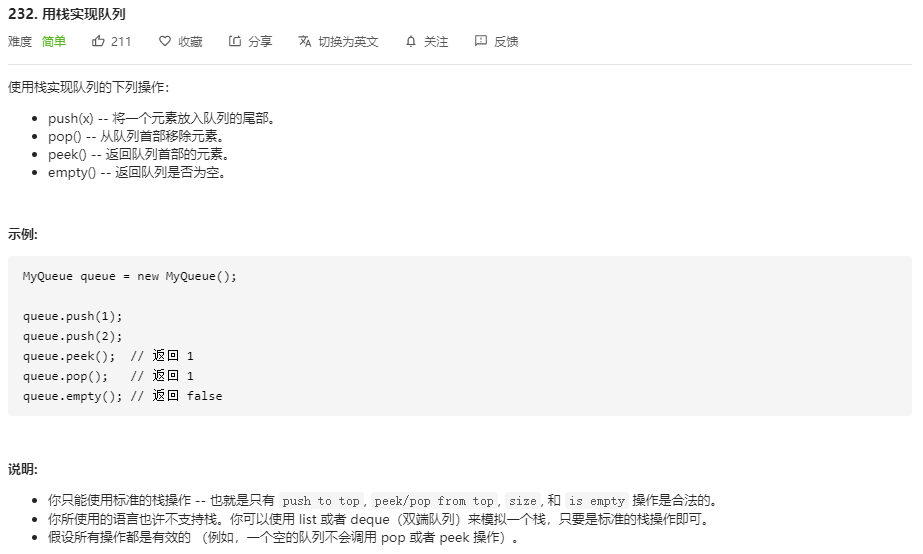 232. 用栈实现队列
难度 简单 211 收藏 分享 切换为英文 关注 反馈
使用栈实现队列的下列操作：
push(x) -- 将一个元素放入队列的尾部。
pop() -- 从队列首部移除元素。
peek() -- 返回队列首部的元素。
empty() -- 返回队列是否为空。
示例:
MyQueue queue = new MyQueue();
queue.push(1);
queue.push(2);
queue.peek();  // 返回 1
queue.pop();   // 返回 1
queue.empty(); // 返回 false
说明:
你只能使用标准的栈操作 -- 也就是只有 push to top, peek/pop from top, size, 和 is empty 操作是合法的。
你所使用的语言也许不支持栈。你可以使用 list 或者 deque（双端队列）来模拟一个栈，只要是标准的栈操作即可。
假设所有操作都是有效的 （例如，一个空的队列不会调用 pop 或者 peek 操作）。